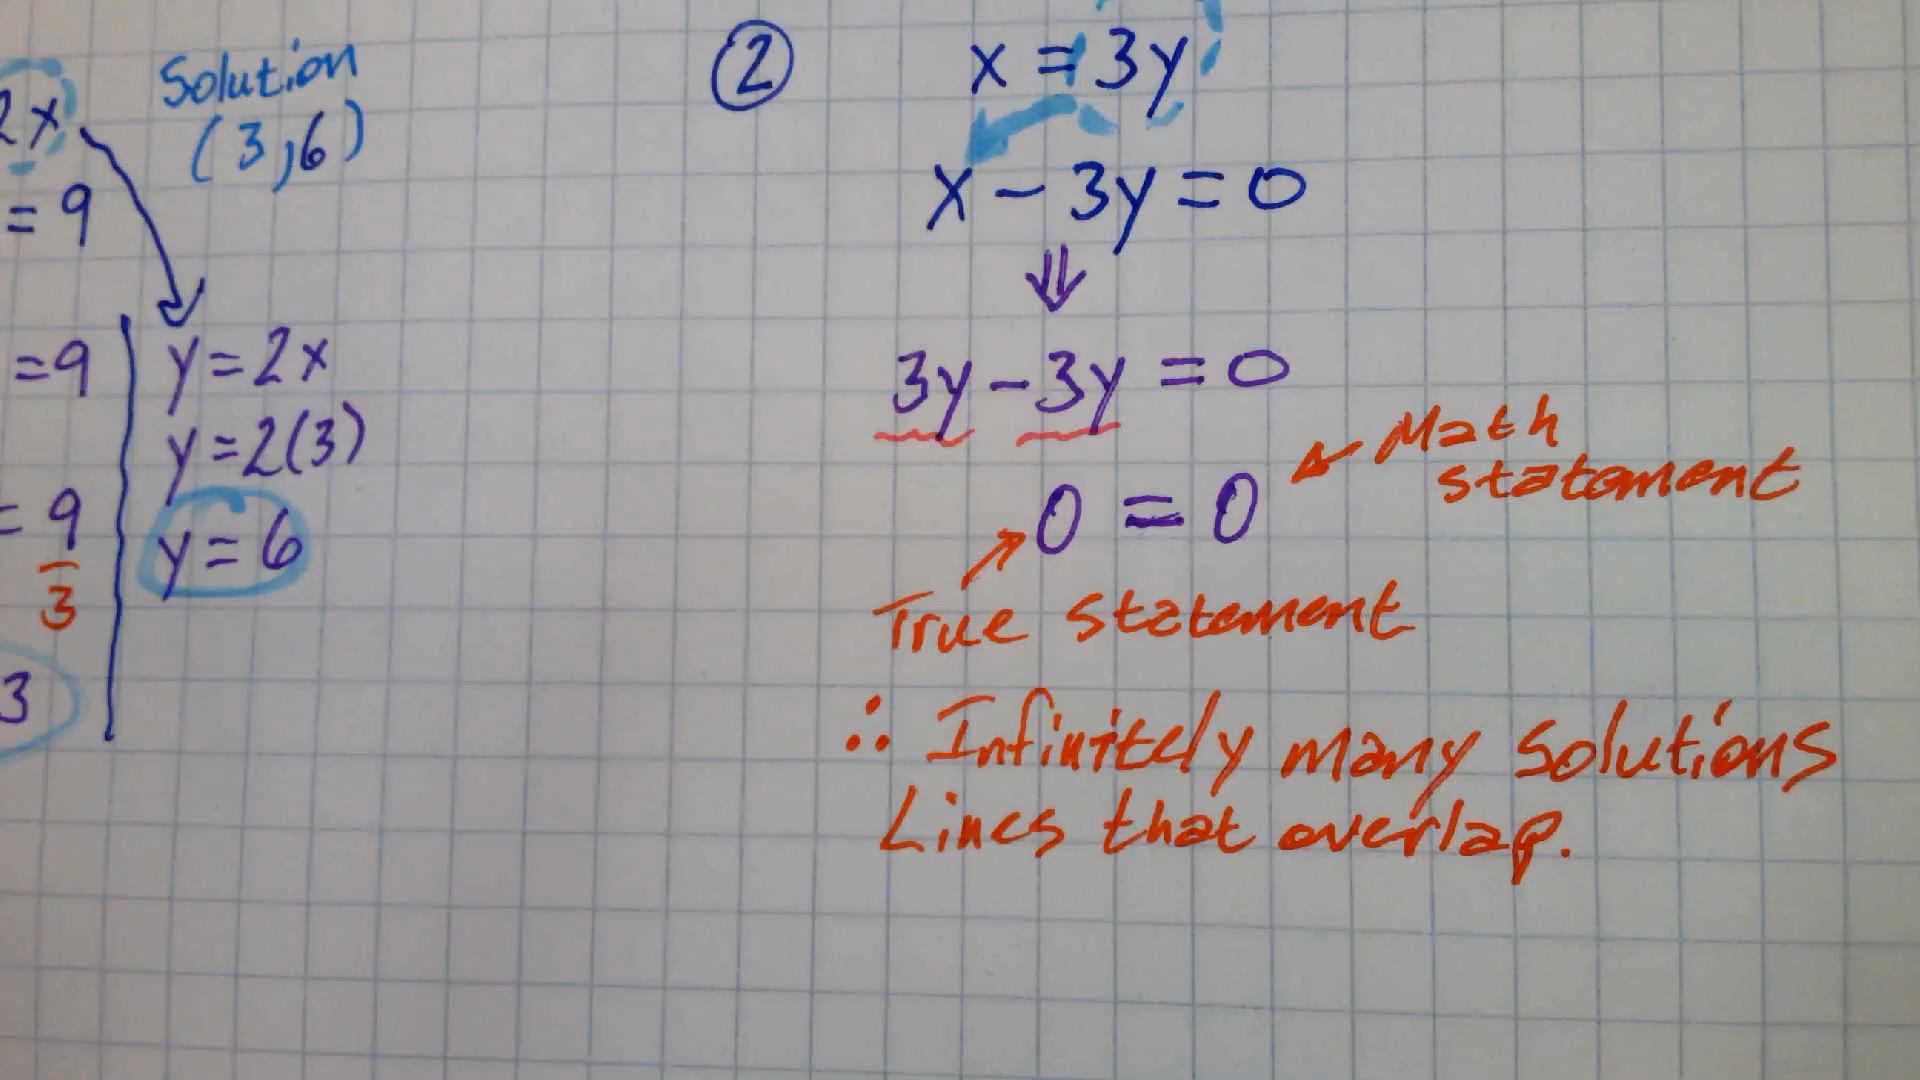 2x
= 9
= 9
= 9
3
3
Solution
(3,6)
y = 2x
y = 2(3)
y = 6
②
x = 3y
x - 3y = 0
⇓
3y - 3y = 0
0 = 0
Math
statement
True statement
∴ Infinitely many solutions
Lines that overlap.